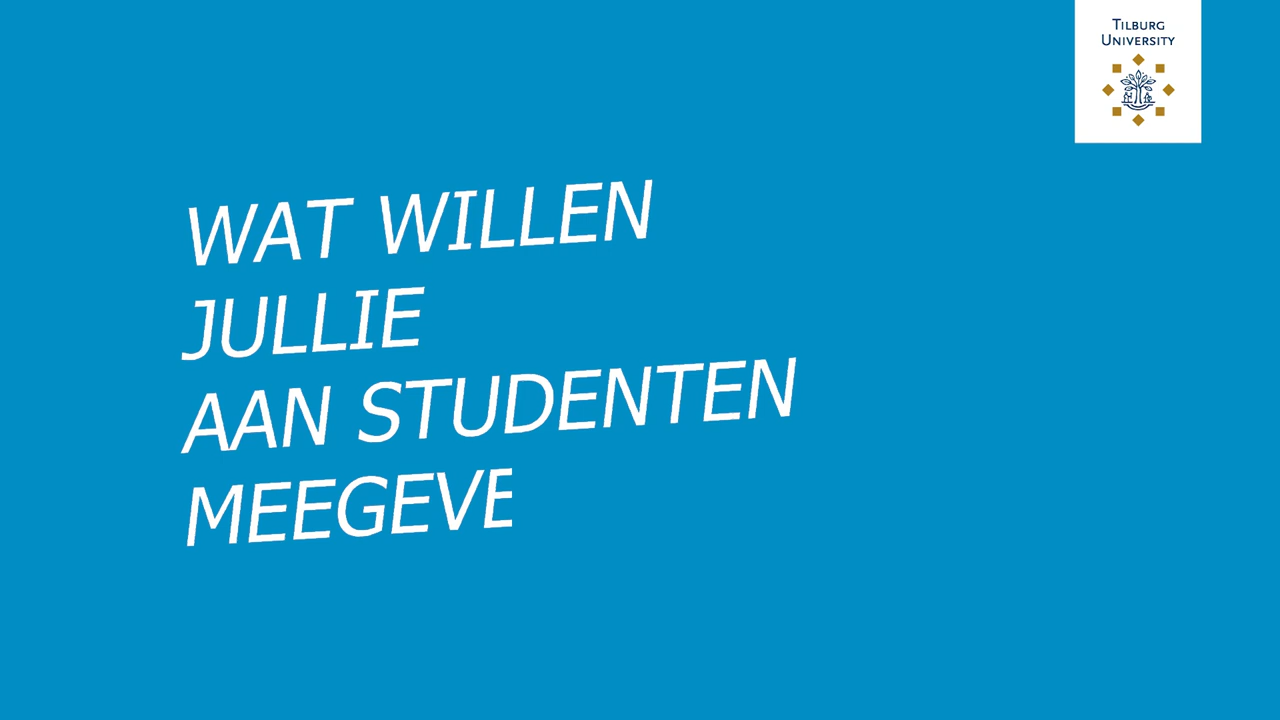 TILBURG
UNIVERSITY
WAT WILLEN
JULLIE
AAN STUDENTEN
MEEGEVE